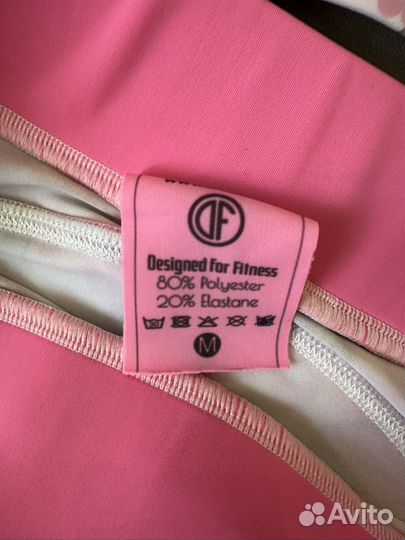 DF
Designed For Fitness
80% Polyester
20% Elastane
M
Avito